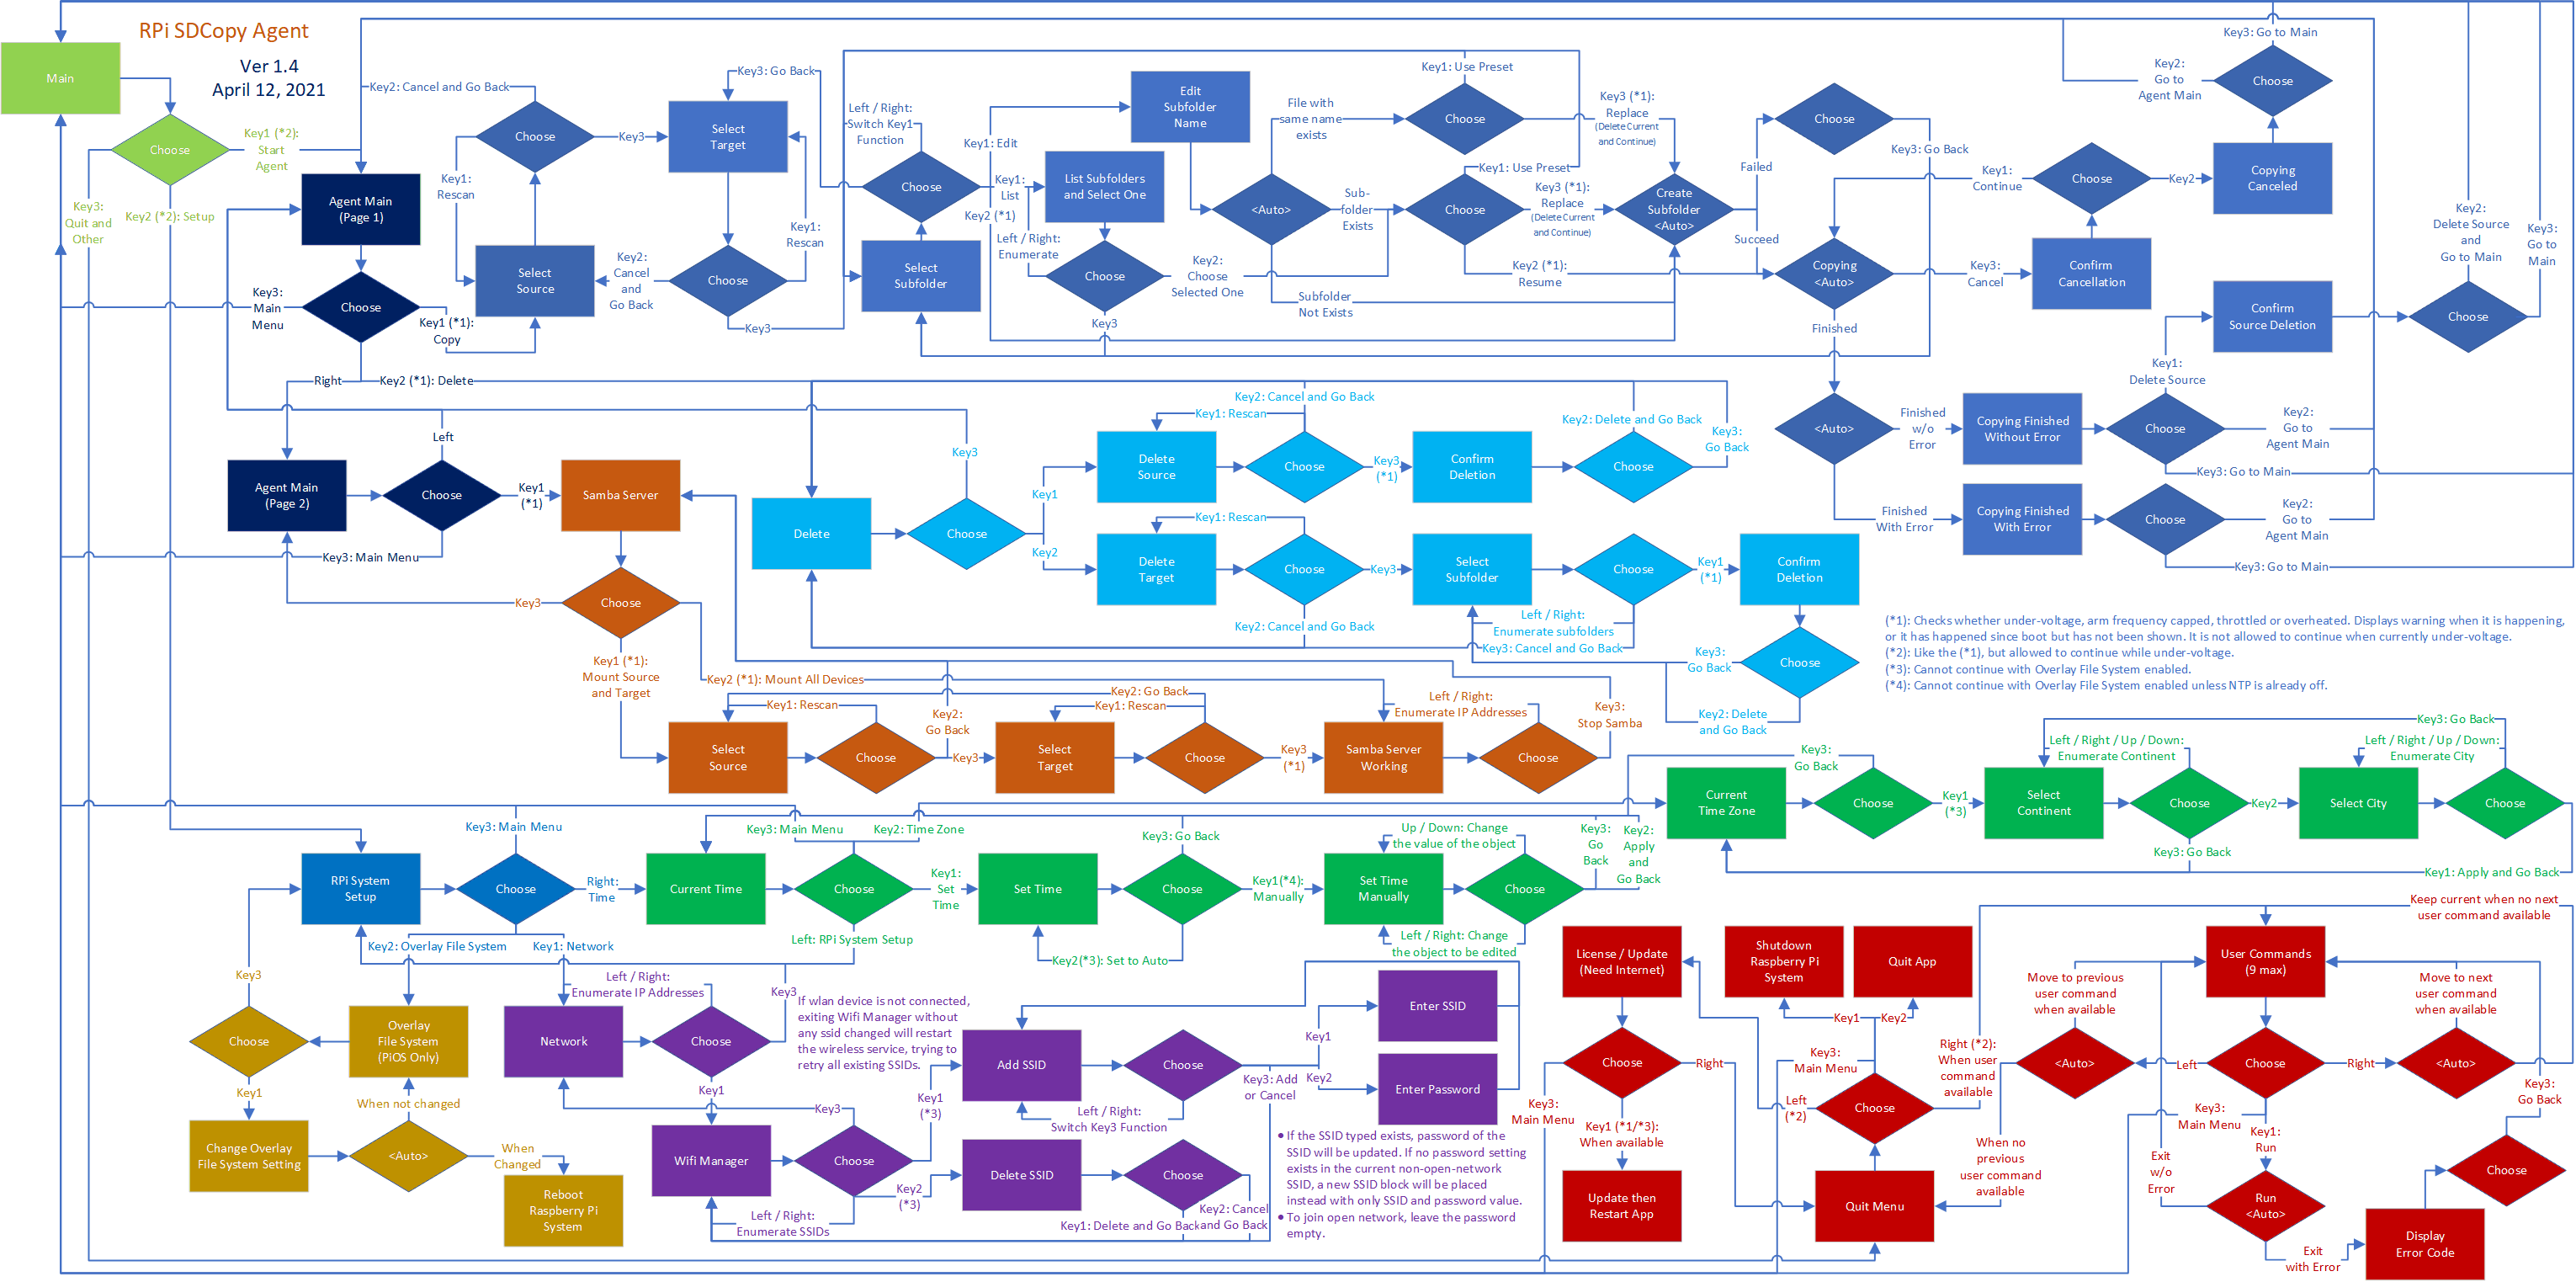 RPi SDCopy Agent
Ver 1.4
April 12, 2021
Main
Choose
Key1 (*2):
Start
Agent
Key3:
Quit and
Other
Key2 (*2): Setup
Agent Main
(Page 1)
Choose
Key3:
Main
Menu
Key1 (*1):
Copy
Right
Key2 (*1): Delete
Key2: Cancel and Go Back
Choose
Key3
Key1:
Rescan
Select
Source
Key3: Go Back
Select
Target
Key1:
Rescan
Key2:
Cancel
and
Go Back
Choose
Key3
Left / Right:
Switch Key1
Function
Choose
Select
Subfolder
Key1: Edit
Key1:
List
Key2 (*1)
Left / Right:
Enumerate
Edit
Subfolder
Name
List Subfolders
and Select One
Choose
Key3
Key2:
Choose
Selected One
File with
same name
exists
<Auto>
Sub-
folder
Exists
Subfolder
Not Exists
Key1: Use Preset
Choose
Key3 (*1):
Replace
(Delete Current
and Continue)
Key1: Use Preset
Choose
Key3 (*1):
Replace
(Delete Current
and Continue)
Key2 (*1):
Resume
Create
Subfolder
<Auto>
Failed
Succeed
Choose
Key3: Go Back
Copying
<Auto>
Finished
Key1:
Continue
Choose
Key2
Key3:
Cancel
Confirm
Cancellation
Copying
Canceled
Key3: Go to Main
Key2:
Go to
Agent Main
Choose
Key2:
Delete Source
and
Go to Main
Key3:
Go to
Main
Confirm
Source Deletion
Choose
Key1:
Delete Source
<Auto>
Finished
w/o
Error
Copying Finished
Without Error
Choose
Key2:
Go to
Agent Main
Key3: Go to Main
Finished
With Error
Copying Finished
With Error
Choose
Key2:
Go to
Agent Main
Key3: Go to Main
Left
Agent Main
(Page 2)
Choose
Key1
(*1)
Key3: Main Menu
Samba Server
Key3
Choose
Key1 (*1):
Mount Source
and Target
Key2 (*1): Mount All Devices
Key3
Delete
Choose
Key1
Key2
Key2: Cancel and Go Back
Key1: Rescan
Delete
Source
Choose
Key3
(*1)
Confirm
Deletion
Key2: Delete and Go Back
Choose
Key3:
Go Back
Key1: Rescan
Delete
Target
Choose
Key3
Key2: Cancel and Go Back
Select
Subfolder
Choose
Key1
(*1)
Confirm
Deletion
Left / Right:
Enumerate subfolders
Key3: Cancel and Go Back
Key3:
Go Back
Choose
Key2: Delete
and Go Back
(*1): Checks whether under-voltage, arm frequency capped, throttled or overheated. Displays warning when it is happening,
or it has happened since boot but has not been shown. It is not allowed to continue when currently under-voltage.
(*2): Like the (*1), but allowed to continue while under-voltage.
(*3): Cannot continue with Overlay File System enabled.
(*4): Cannot continue with Overlay File System enabled unless NTP is already off.
Key1: Rescan
Select
Source
Choose
Key2:
Go Back
Key3
Key2: Go Back
Key1: Rescan
Select
Target
Choose
Key3
(*1)
Left / Right:
Enumerate IP Addresses
Samba Server
Working
Choose
Key3:
Stop Samba
Key3:
Go Back
Current
Time Zone
Choose
Key1
(*3)
Key3: Go Back
Left / Right / Up / Down:
Enumerate Continent
Select
Continent
Choose
Key2
Key3: Go Back
Left / Right / Up / Down:
Enumerate City
Select City
Choose
Key1: Apply and Go Back
Key3: Main Menu
RPi System
Setup
Choose
Right:
Time
Key2: Overlay File System
Key1: Network
Key3: Main Menu
Key2: Time Zone
Current Time
Choose
Key1:
Set
Time
Left: RPi System Setup
Key3: Go Back
Set Time
Choose
Key1(*4):
Manually
Key2(*3): Set to Auto
Up / Down: Change
the value of the object
Set Time
Manually
Choose
Left / Right: Change
the object to be edited
Key3:
Go
Back
Key2:
Apply
and
Go Back
Key3
Choose
Overlay
File System
(PiOS Only)
Key1
When not changed
Change Overlay
File System Setting
<Auto>
When
Changed
Reboot
Raspberry Pi
System
Left / Right:
Enumerate IP Addresses
Network
Choose
Key3
Key1
If wlan device is not connected,
exiting Wifi Manager without
any ssid changed will restart
the wireless service, trying to
retry all existing SSIDs.
Key3
Wifi Manager
Choose
Left / Right:
Enumerate SSIDs
Key1
(*3)
Key2
(*3)
Add SSID
Choose
Left / Right:
Switch Key3 Function
Key3: Add
or Cancel
Key1
Key2
Enter SSID
Enter Password
Delete SSID
Choose
Key1: Delete and Go Back
Key2: Cancel
and Go Back
• If the SSID typed exists, password of the
SSID will be updated. If no password setting
exists in the current non-open-network
SSID, a new SSID block will be placed
instead with only SSID and password value.
• To join open network, leave the password
empty.
License / Update
(Need Internet)
Choose
Right
Key3:
Main Menu
Key1 (*1/*3):
When available
Update then
Restart App
Shutdown
Raspberry Pi
System
Quit App
Key1
Key2
Key3:
Main Menu
Left
(*2)
Choose
Right (*2):
When user
command
available
Quit Menu
Keep current when no next
user command available
User Commands
(9 max)
Move to previous
user command
when available
<Auto>
Left
Choose
Right
Move to next
user command
when available
<Auto>
Key3:
Go Back
When no
previous
user command
available
Key3:
Main Menu
Key1:
Run
Exit
w/o
Error
Run
<Auto>
Exit
with Error
Display
Error Code
Choose